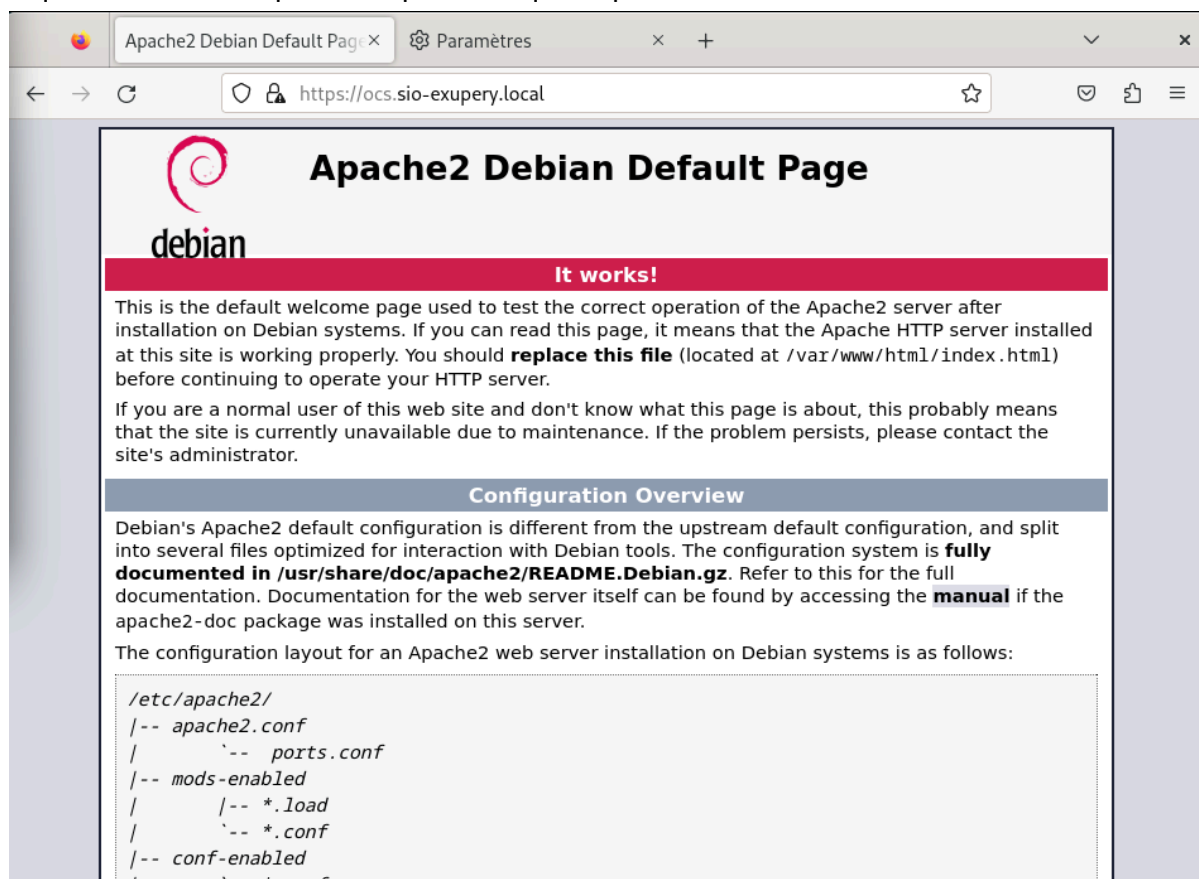 Apache2 Debian Default Page Paramètres
https://ocs.sio-exupery.local
Apache2 Debian Default Page
debian
It works!
This is the default welcome page used to test the correct operation of the Apache2 server after
installation on Debian systems. If you can read this page, it means that the Apache HTTP server installed
at this site is working properly. You should replace this file (located at /var/www/html/index.html)
before continuing to operate your HTTP server.
If you are a normal user of this web site and don't know what this page is about, this probably means
that the site is currently unavailable due to maintenance. If the problem persists, please contact the
site's administrator.
Configuration Overview
Debian's Apache2 default configuration is different from the upstream default configuration, and split
into several files optimized for interaction with Debian tools. The configuration system is fully
documented in /usr/share/doc/apache2/README.Debian.gz. Refer to this for the full
documentation. Documentation for the web server itself can be found by accessing the manual if the
apache2-doc package was installed on this server.
The configuration layout for an Apache2 web server installation on Debian systems is as follows:
/etc/apache2/
|-- apache2.conf
|       `--  ports.conf
|-- mods-enabled
|       |-- *.load
|       `-- *.conf
|-- conf-enabled